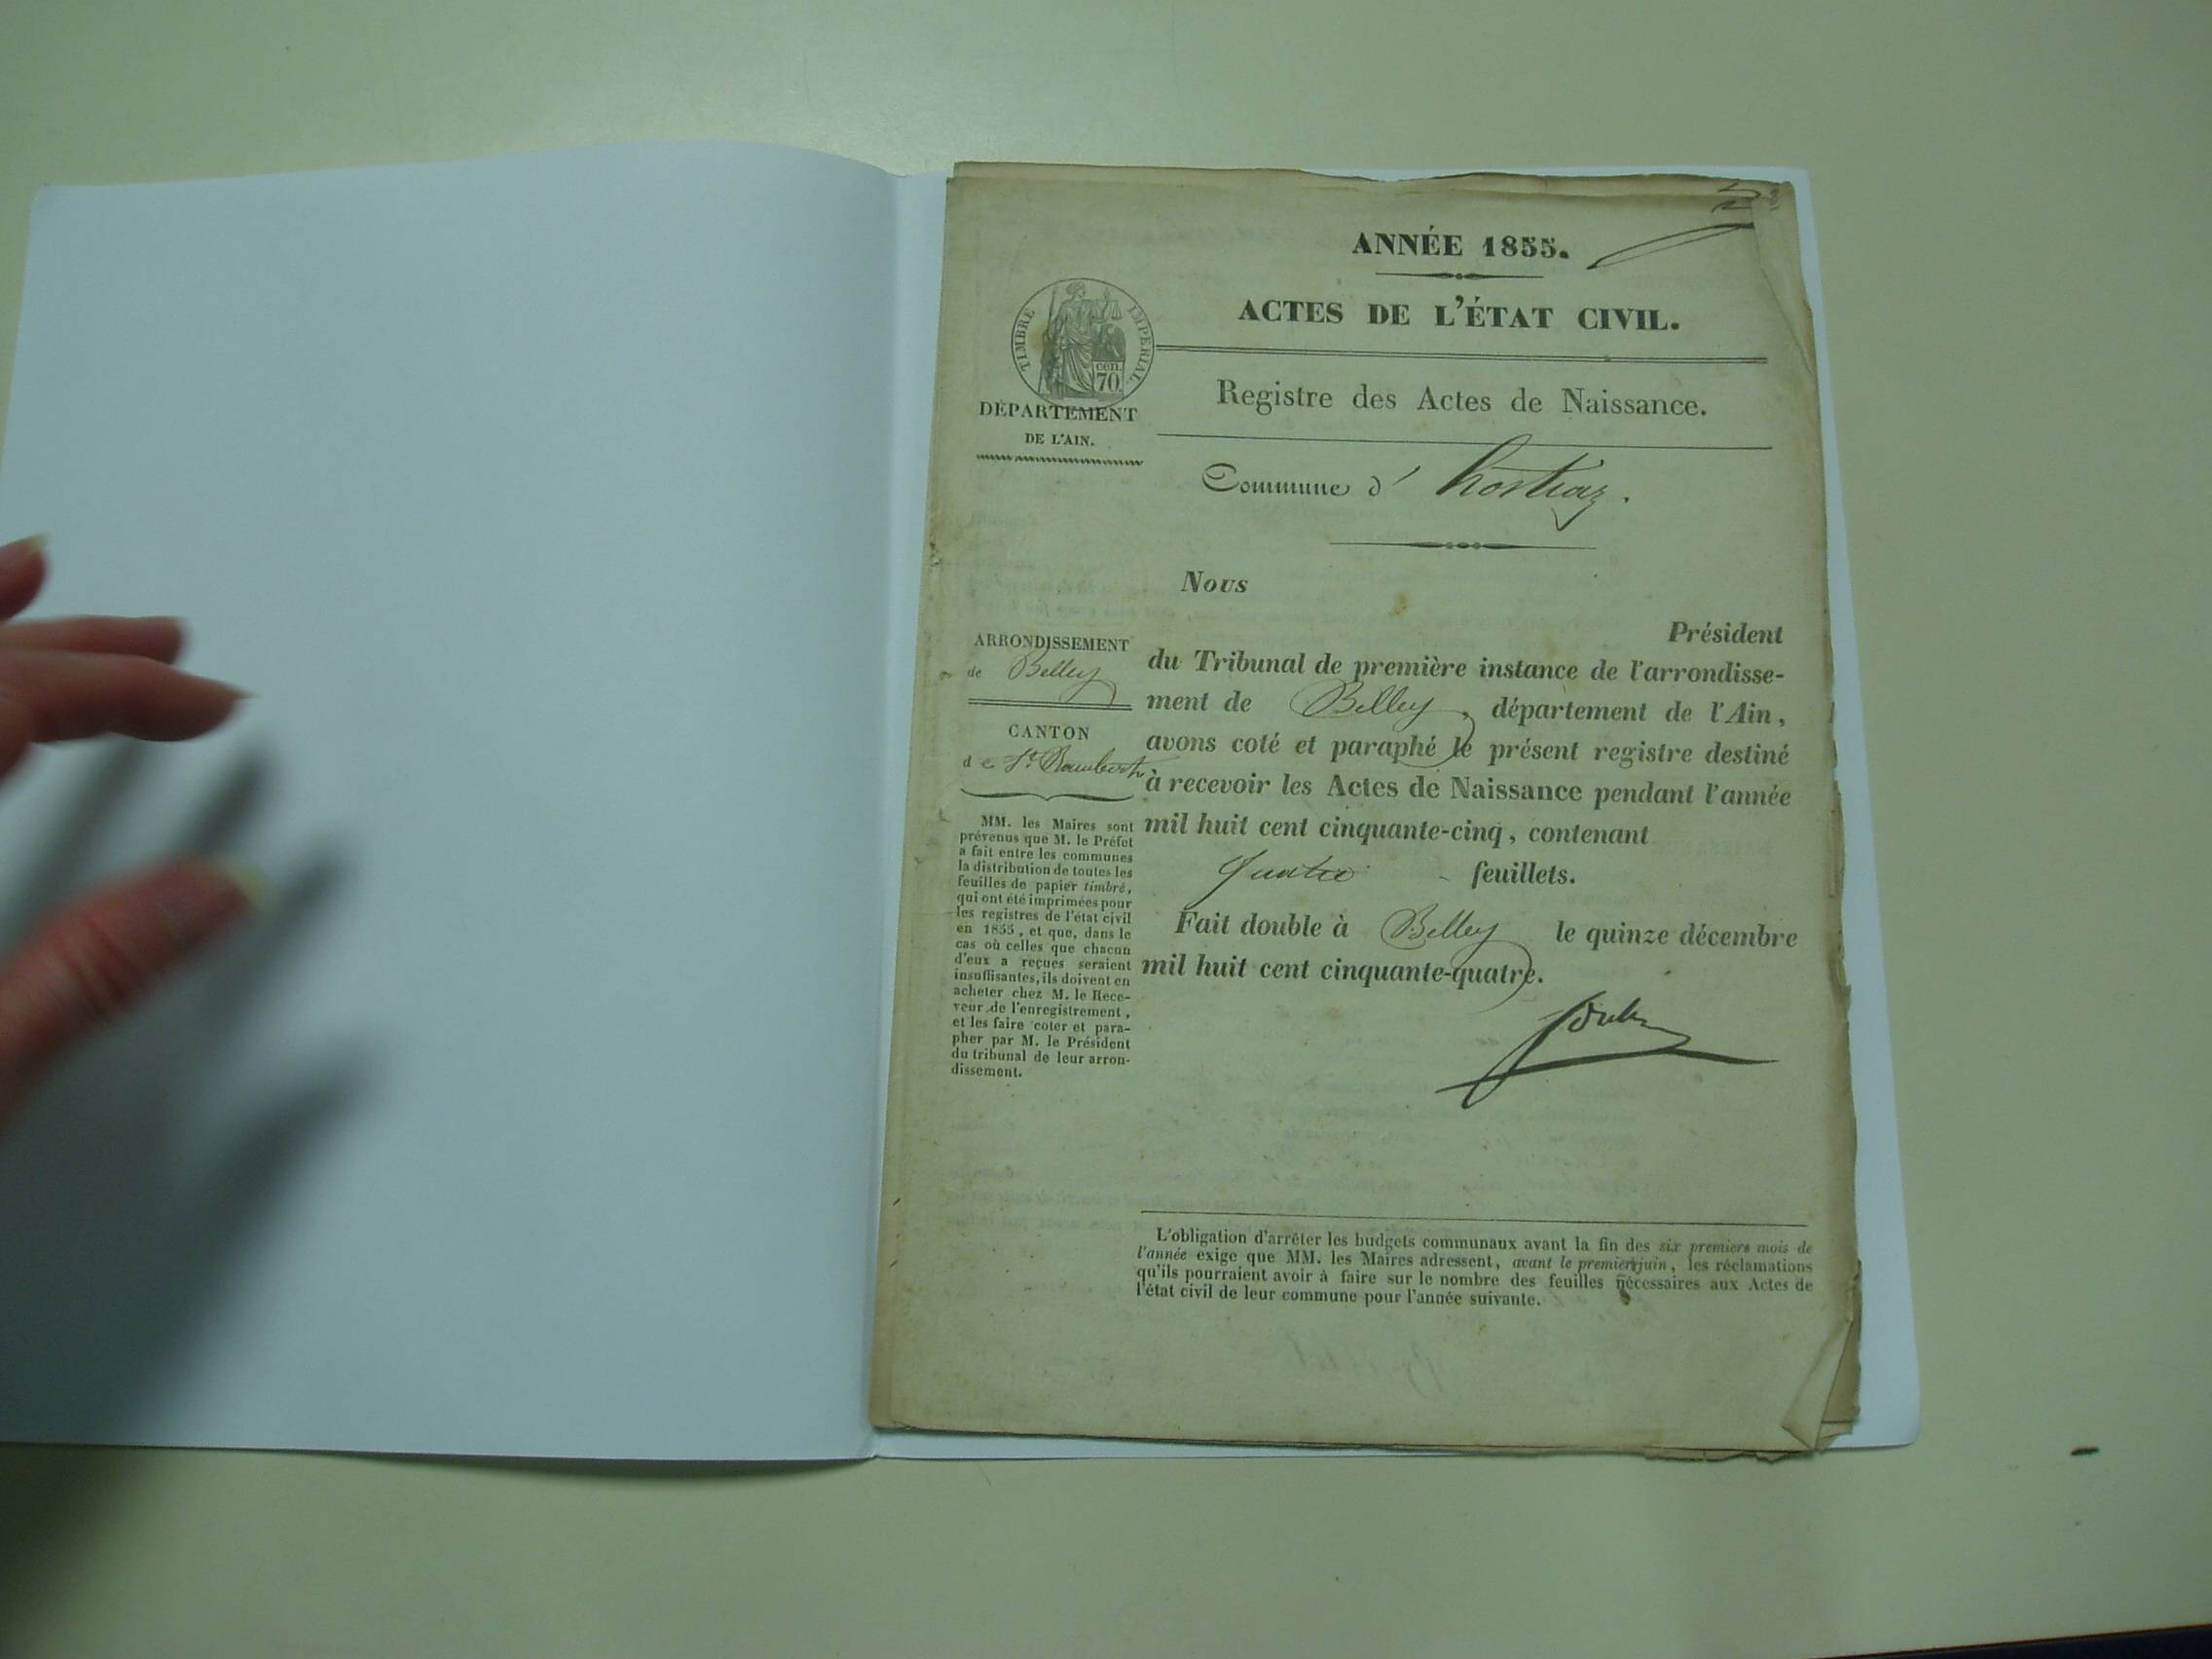 ANNÉE 1855.
ACTES DE L'ÉTAT CIVIL.
TIMBRE IMPERIAL
cen.
70
DÉPARTEMENT
DE L'AIN.
Registre des Actes de Naissance.
Commune d' hostiaz.
Nous
Président
du Tribunal de première instance de l'arrondisse-
ment de Belley, département de l'Ain,
avons coté et paraphé le présent registre destiné
à recevoir les Actes de Naissance pendant l'année
mil huit cent cinquante-cinq, contenant
quatre feuillets.
Fait double à Belley le quinze décembre
mil huit cent cinquante-quatre.
ARRONDISSEMENT
de Belley
CANTON
de St. Rambert
MM. les Maires sont
prévenus que M. le Préfet
a fait entre les communes
la distribution de toutes les
feuilles de papier timbré,
qui ont été imprimées pour
les registres de l'état civil
en 1855, et que, dans le
cas où celles que chacun
d'eux a reçues seraient
insuffisantes, ils doivent en
acheter chez M. le Rece-
veur de l'enregistrement,
et les faire coter et para-
pher par M. le Président
du tribunal de leur arron-
dissement.
L'obligation d'arrêter les budgets communaux avant la fin des six premiers mois de
l'année exige que MM. les Maires adressent, avant le premier juin, les réclamations
qu'ils pourraient avoir à faire sur le nombre des feuilles nécessaires aux Actes de
l'état civil de leur commune pour l'année suivante.